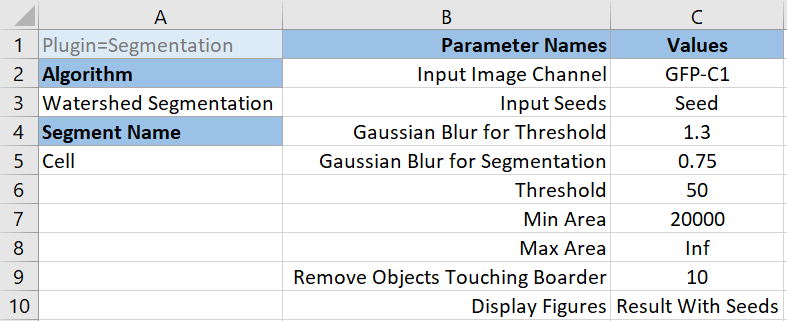 A B C
1 Plugin=Segmentation Parameter Names Values
2 Algorithm Input Image Channel GFP-C1
3 Watershed Segmentation Input Seeds Seed
4 Segment Name Gaussian Blur for Threshold 1.3
5 Cell Gaussian Blur for Segmentation 0.75
6 Threshold 50
7 Min Area 20000
8 Max Area Inf
9 Remove Objects Touching Boarder 10
10 Display Figures Result With Seeds